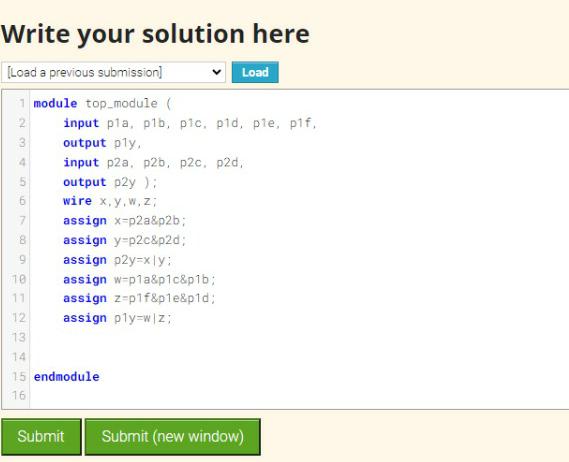 Write your solution here
[Load a previous submission] Load
1 module top_module (
2 input p1a, p1b, p1c, p1d, p1e, p1f,
3 output p1y,
4 input p2a, p2b, p2c, p2d,
5 output p2y );
6 wire x,y,w,z;
7 assign x=p2a&p2b;
8 assign y=p2c&p2d;
9 assign p2y=x|y;
10 assign w=p1a&p1c&p1b;
11 assign z=p1f&p1e&p1d;
12 assign p1y=w|z;
13
14
15 endmodule
16
Submit Submit (new window)